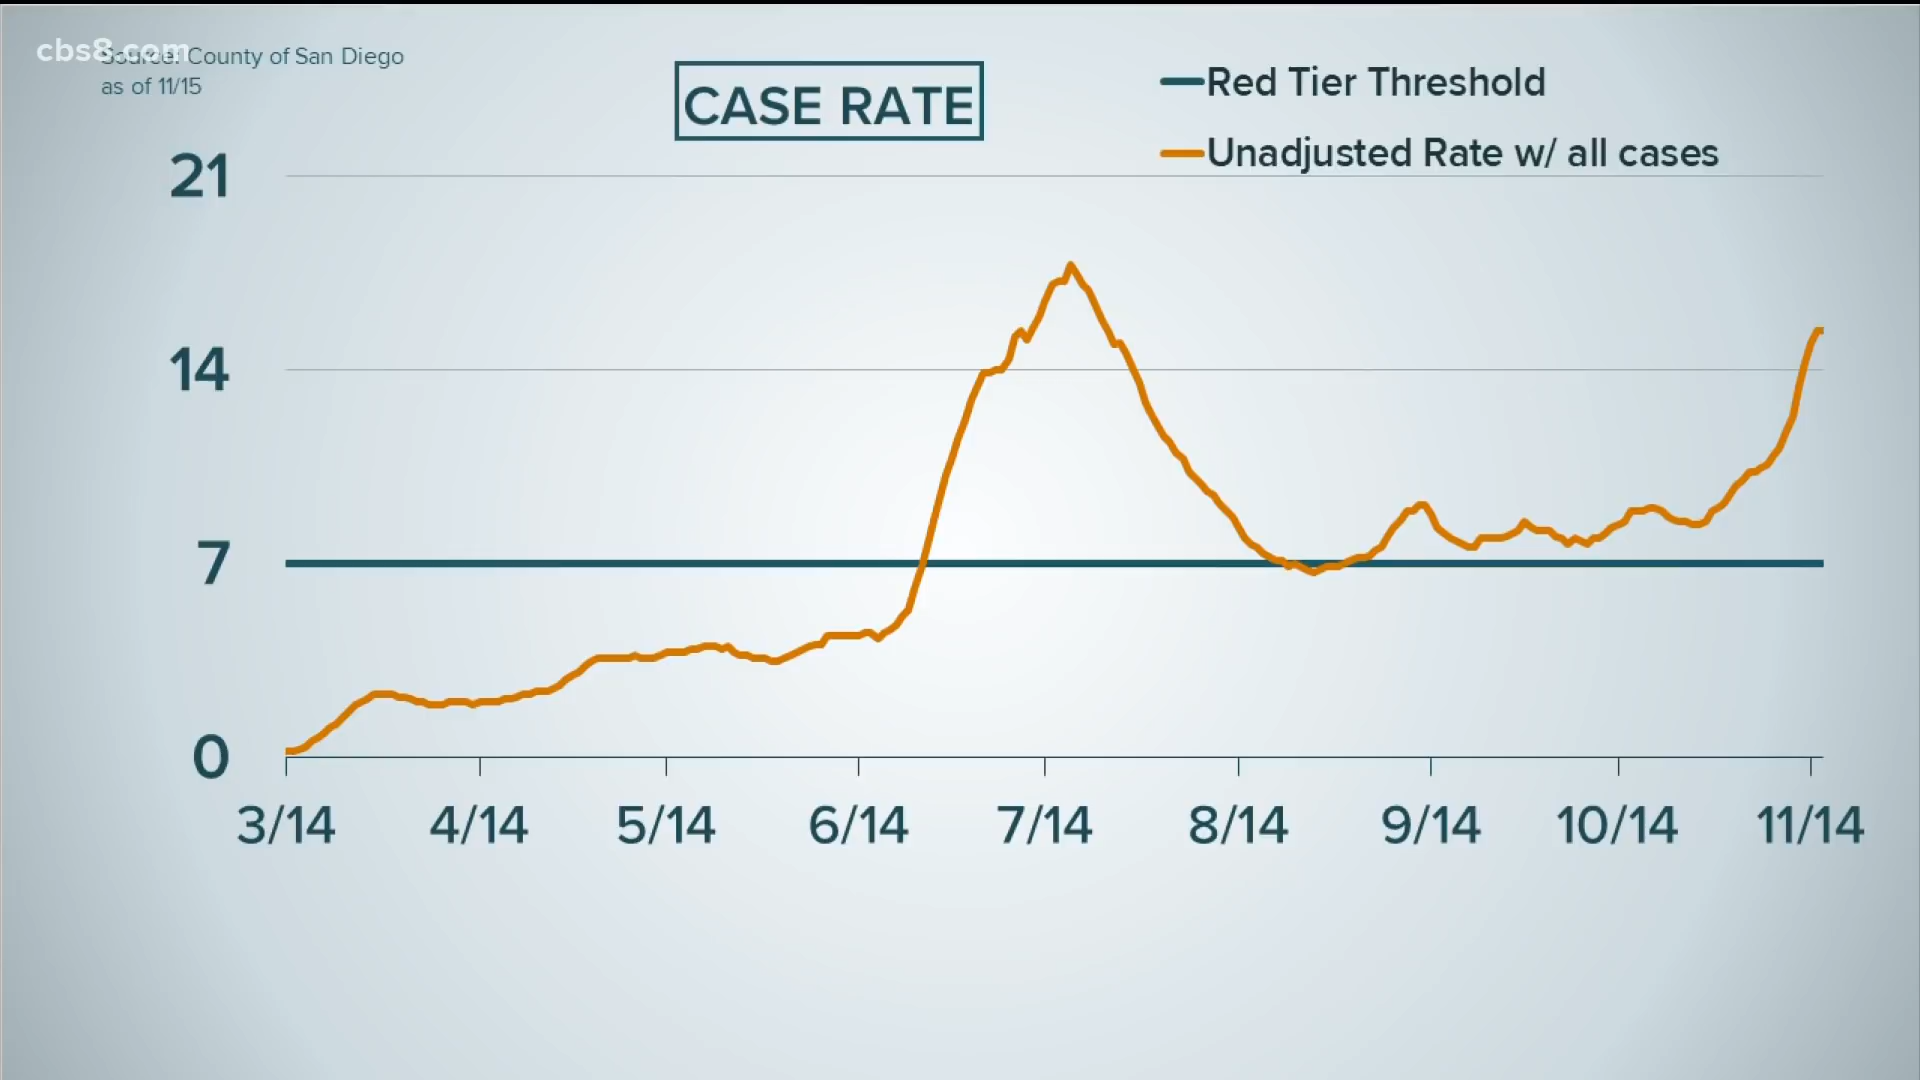 cbs8.com
Source: County of San Diego
as of 11/15
CASE RATE
Red Tier Threshold
Unadjusted Rate w/ all cases
21
14
7
0
3/14 4/14 5/14 6/14 7/14 8/14 9/14 10/14 11/14